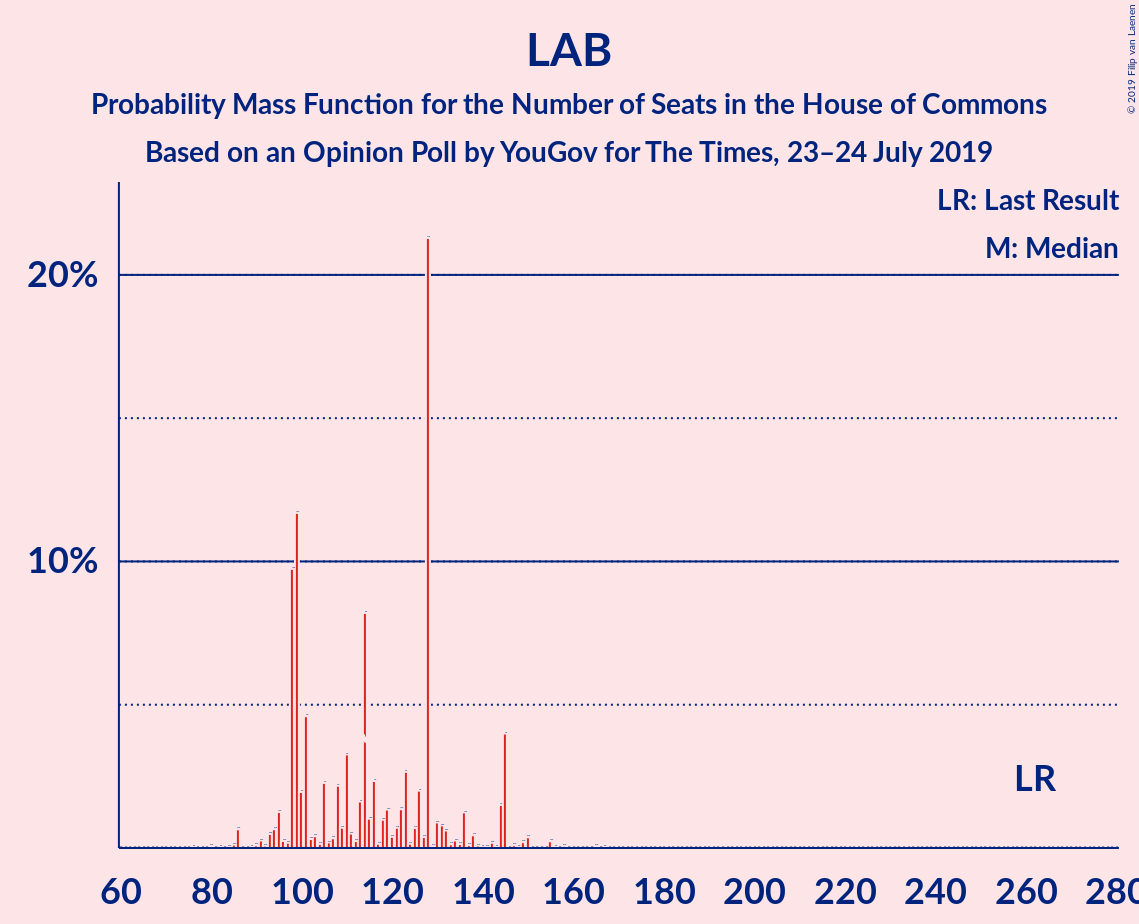 LAB
Probability Mass Function for the Number of Seats in the House of Commons
Based on an Opinion Poll by YouGov for The Times, 23–24 July 2019
© 2019 Filip van Laenen
LR: Last Result
M: Median
20%
10%
LR
60 80 100 120 140 160 180 200 220 240 260 280